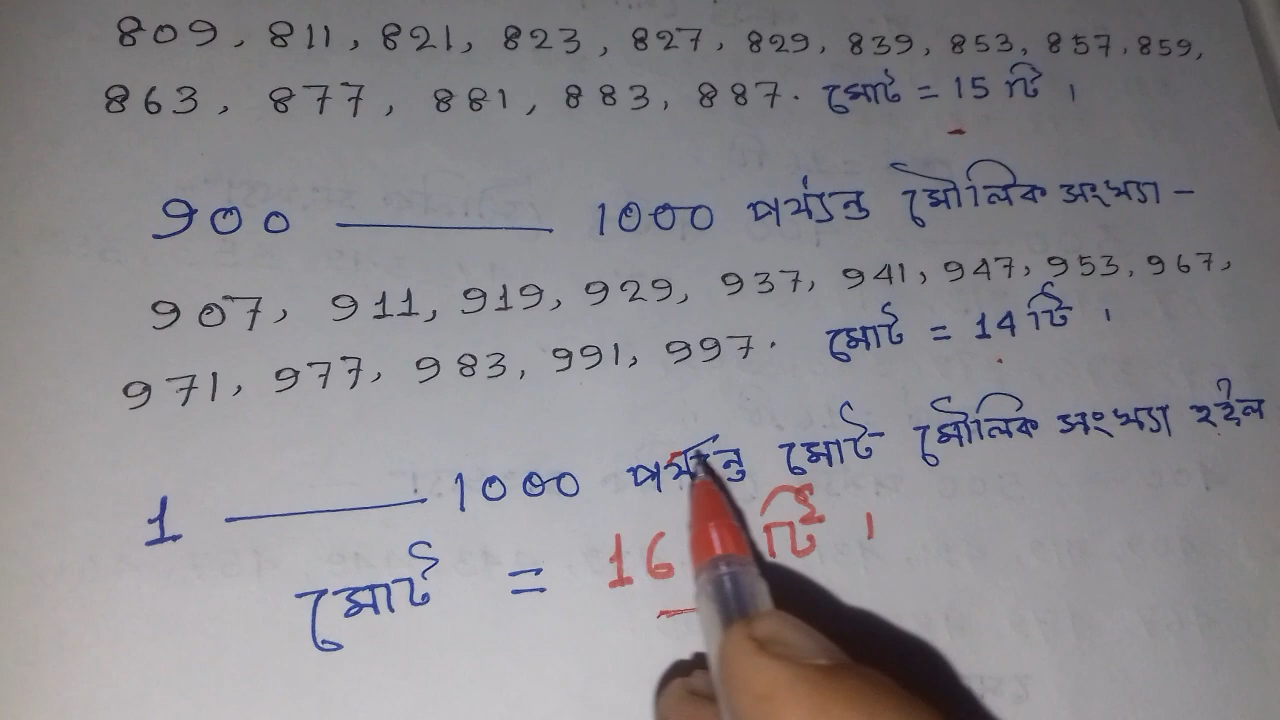 809, 811, 821, 823, 827, 829, 839, 853, 857, 859,
863, 877, 881, 883, 887. মোট = 15 টি ।
900 ——— 1000 পর্যন্ত মৌলিক সংখ্যা –
907, 911, 919, 929, 937, 941, 947, 953, 967,
971, 977, 983, 991, 997. মোট = 14 টি ।
1 ——— 1000 পর্যন্ত মোট মৌলিক সংখ্যা হইল
মোট = 16 টি ।